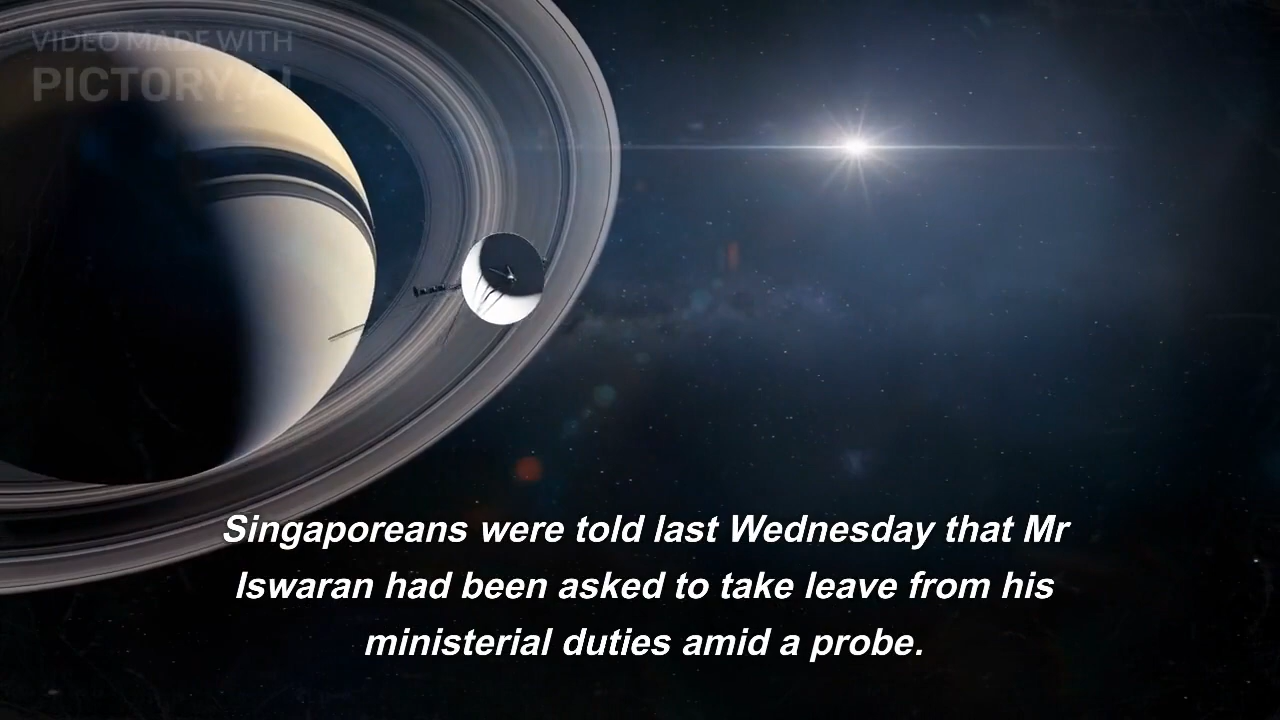 VIDEO MADE WITH
PICTORY.AI
Singaporeans were told last Wednesday that Mr
Iswaran had been asked to take leave from his
ministerial duties amid a probe.